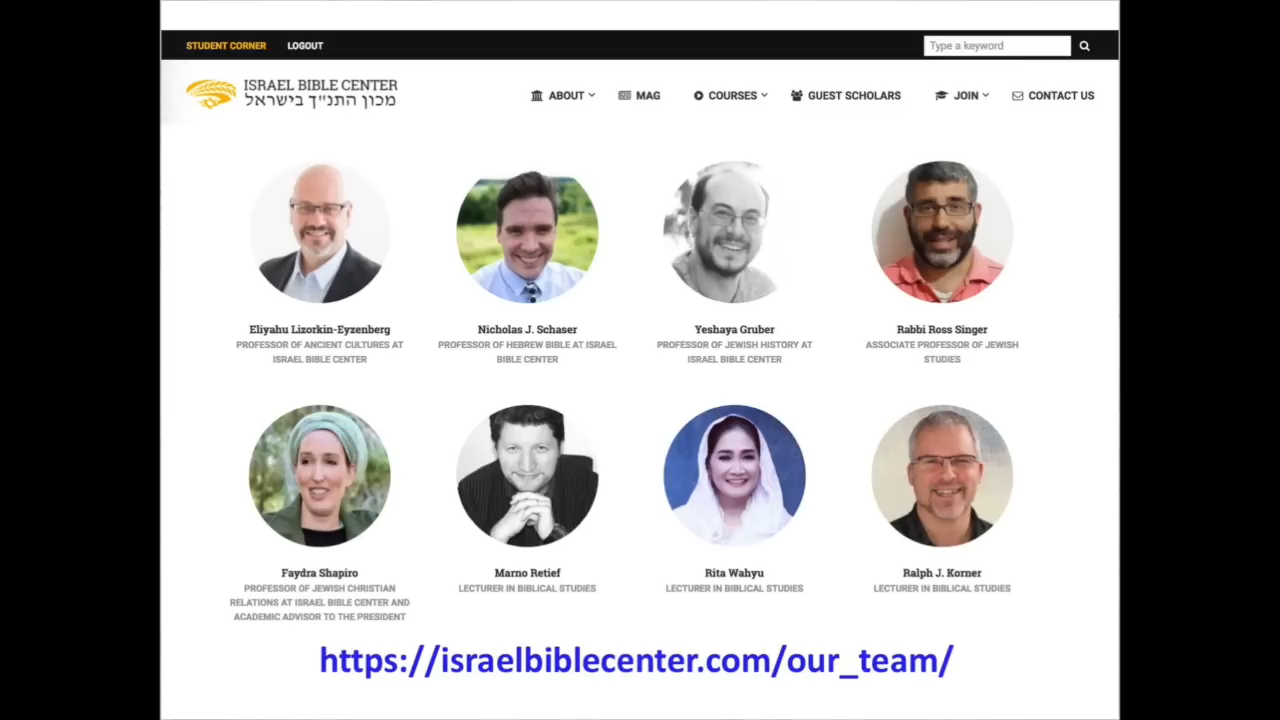 STUDENT CORNER LOGOUT Type a keyword
ISRAEL BIBLE CENTER
מכון התנ"ך בישראל
ABOUT MAG COURSES GUEST SCHOLARS JOIN CONTACT US
Eliyahu Lizorkin-Eyzenberg
PROFESSOR OF ANCIENT CULTURES AT
ISRAEL BIBLE CENTER
Nicholas J. Schaser
PROFESSOR OF HEBREW BIBLE AT ISRAEL
BIBLE CENTER
Yeshaya Gruber
PROFESSOR OF JEWISH HISTORY AT
ISRAEL BIBLE CENTER
Rabbi Ross Singer
ASSOCIATE PROFESSOR OF JEWISH
STUDIES
Faydra Shapiro
PROFESSOR OF JEWISH CHRISTIAN
RELATIONS AT ISRAEL BIBLE CENTER AND
ACADEMIC ADVISOR TO THE PRESIDENT
Marno Retief
LECTURER IN BIBLICAL STUDIES
Rita Wahyu
LECTURER IN BIBLICAL STUDIES
Ralph J. Korner
LECTURER IN BIBLICAL STUDIES
https://israelbiblecenter.com/our_team/